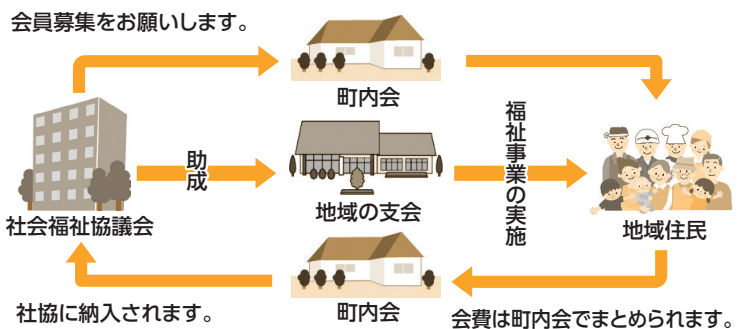 会員募集をお願いします。
町内会
助成
福祉事業の実施
社会福祉協議会
地域の支会
地域住民
町内会
社協に納入されます。
会費は町内会でまとめられます。